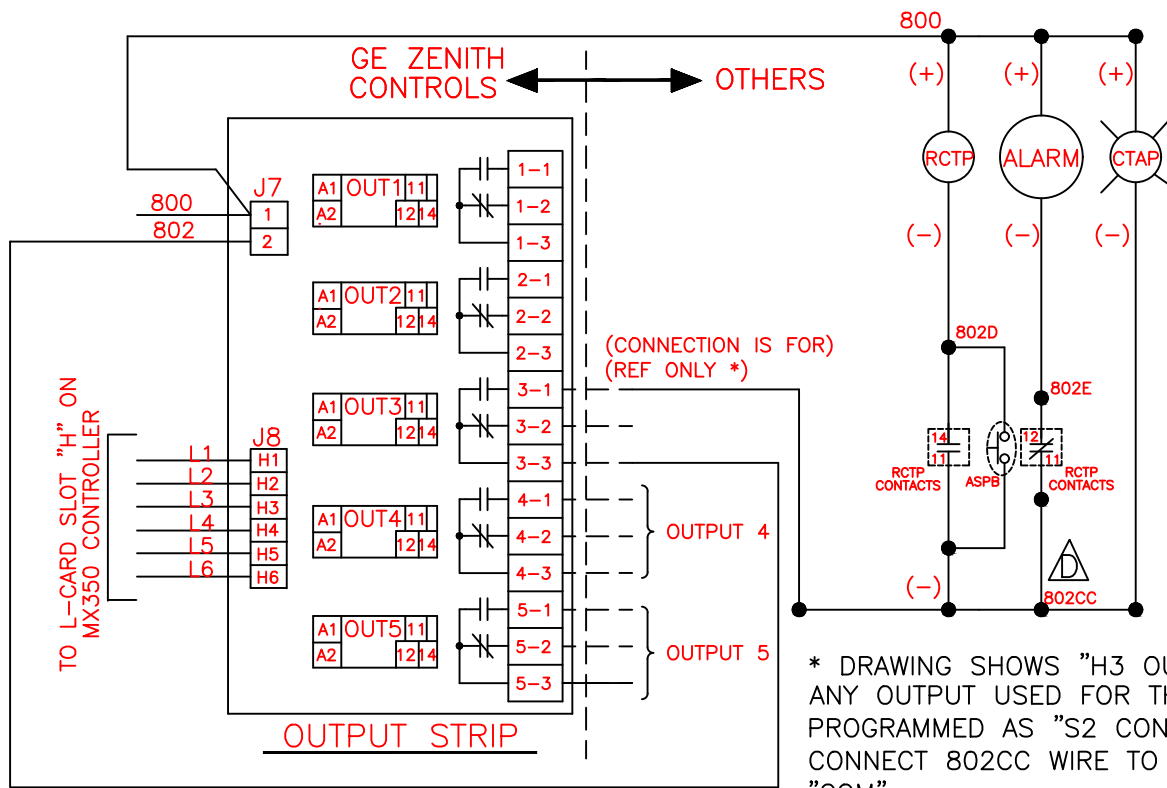 800
GE ZENITH
CONTROLS
OTHERS
(+)
(+)
(+)
RCTP
ALARM
CTAP
(-)
(-)
(-)
J7
800
1
802
2
A1 OUT1 11
A2 12 14
1-1
1-2
1-3
A1 OUT2 11
A2 12 14
2-1
2-2
2-3
(CONNECTION IS FOR)
(REF ONLY *)
802D
802E
A1 OUT3 11
A2 12 14
3-1
3-2
3-3
14
11
RCTP
CONTACTS
ASPB
12
11
RCTP
CONTACTS
TO L-CARD SLOT "H" ON
MX350 CONTROLLER
J8
L1 H1
L2 H2
L3 H3
L4 H4
L5 H5
L6 H6
A1 OUT4 11
A2 12 14
4-1
4-2
4-3
OUTPUT 4
A1 OUT5 11
A2 12 14
5-1
5-2
5-3
OUTPUT 5
(-)
D
802CC
OUTPUT STRIP
* DRAWING SHOWS "H3 OU
ANY OUTPUT USED FOR TH
PROGRAMMED AS "S2 CON
CONNECT 802CC WIRE TO
"COM"